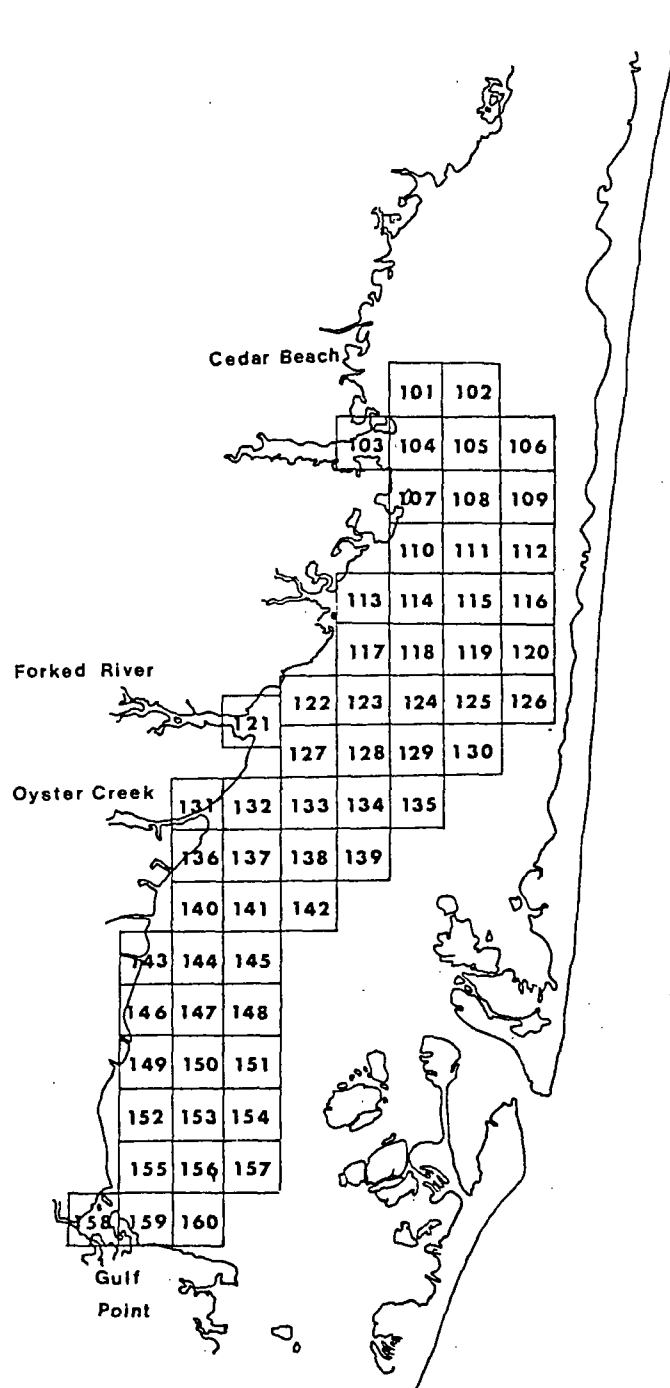 Cedar Beach
101 102
103 104 105 106
107 108 109
110 111 112
113 114 115 116
117 118 119 120
Forked River
121 122 123 124 125 126
127 128 129 130
Oyster Creek
131 132 133 134 135
136 137 138 139
140 141 142
143 144 145
146 147 148
149 150 151
152 153 154
155 156 157
158 159 160
Gulf
Point